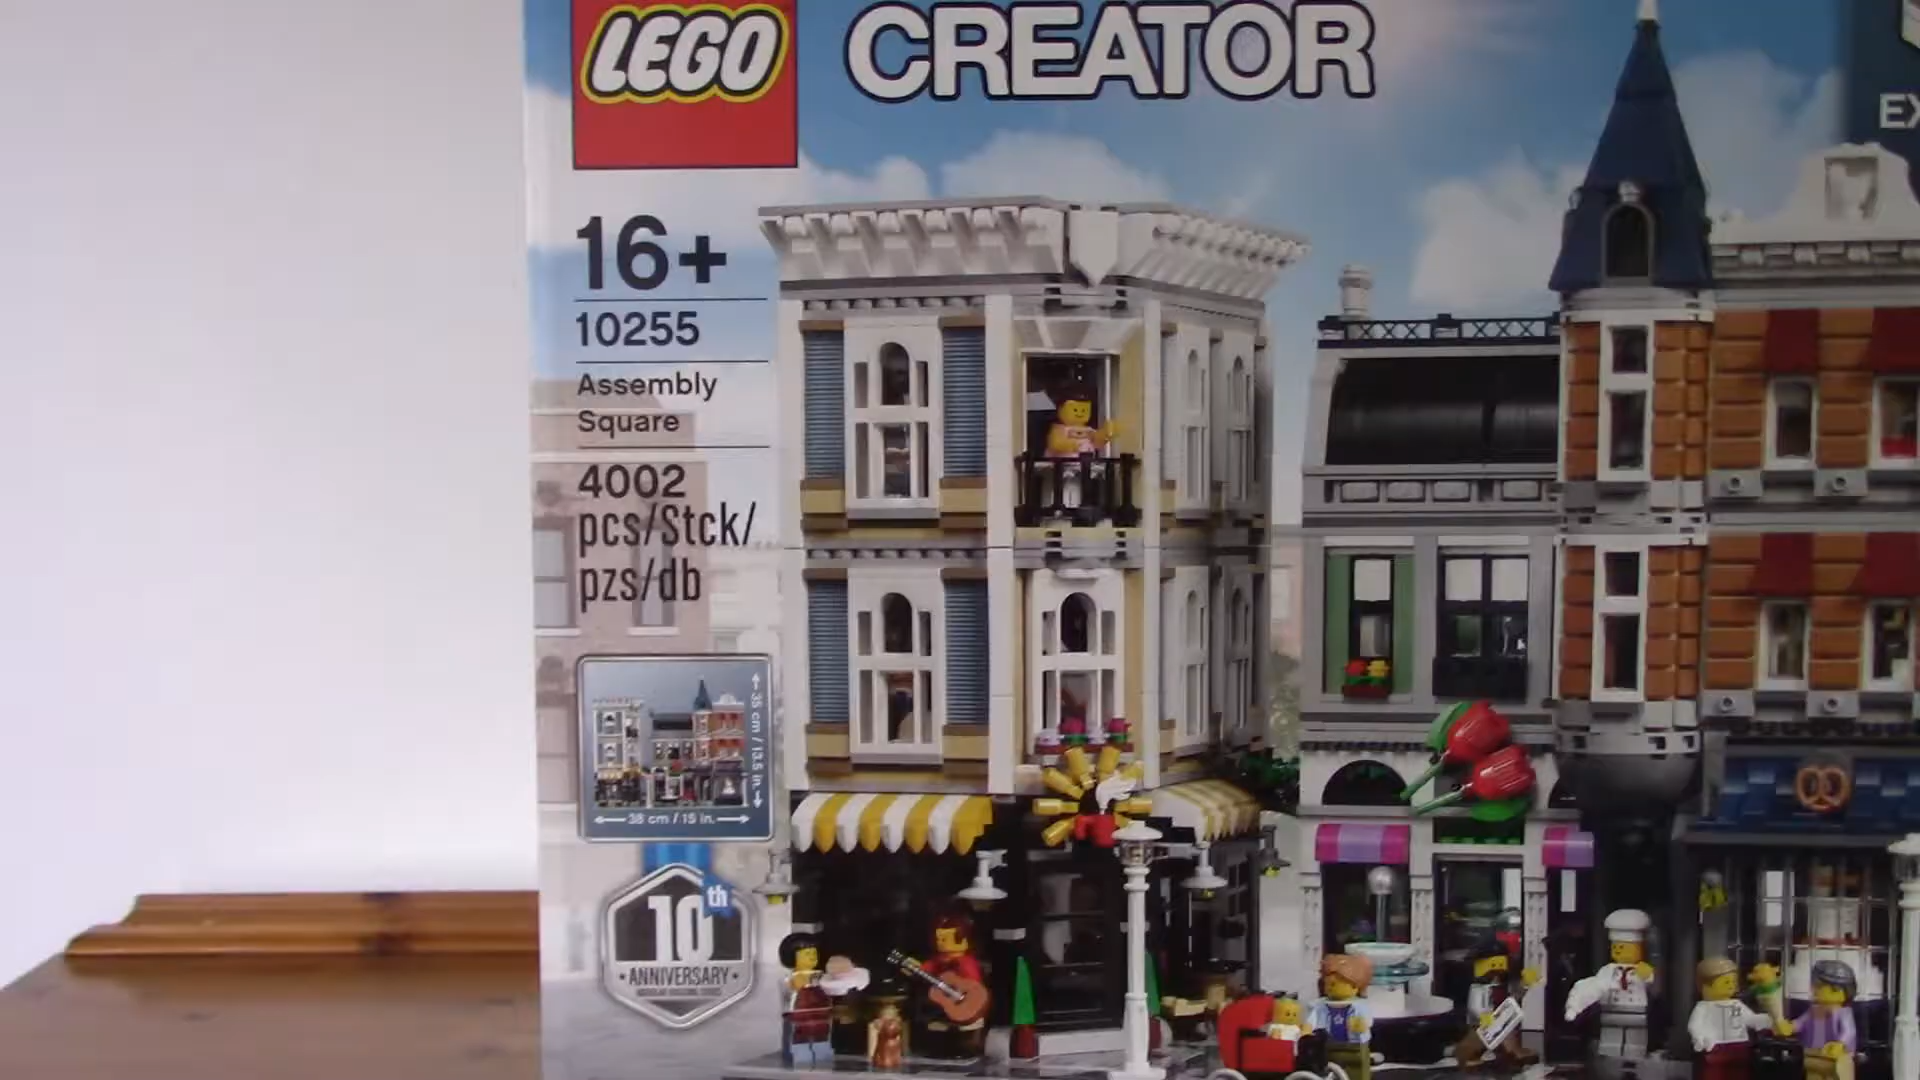 LEGO
CREATOR
EX
16+
10255
Assembly
Square
4002
pcs/Stck/
pzs/db
35 cm / 13.5 in.
38 cm / 15 in.
10th
ANNIVERSARY